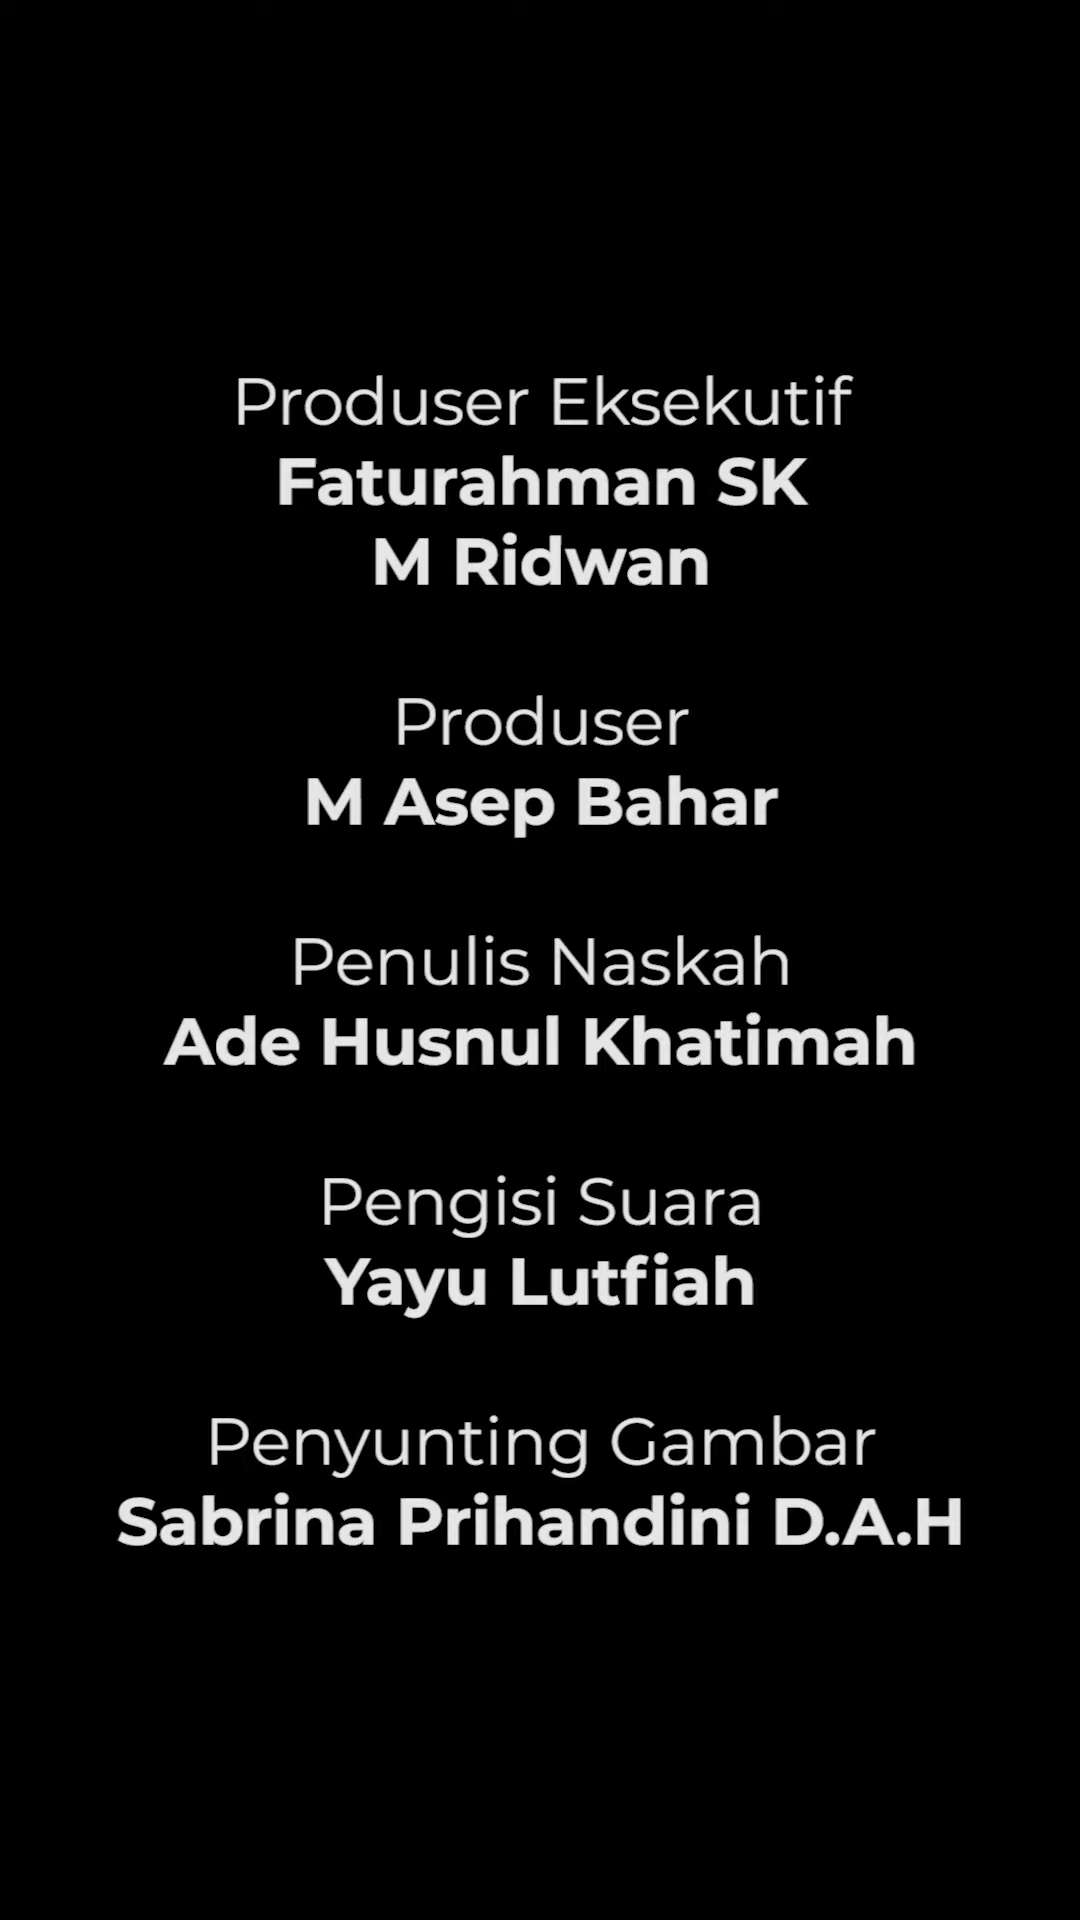 Produser Eksekutif
Faturahman SK
M Ridwan
Produser
M Asep Bahar
Penulis Naskah
Ade Husnul Khatimah
Pengisi Suara
Yayu Lutfiah
Penyunting Gambar
Sabrina Prihandini D.A.H